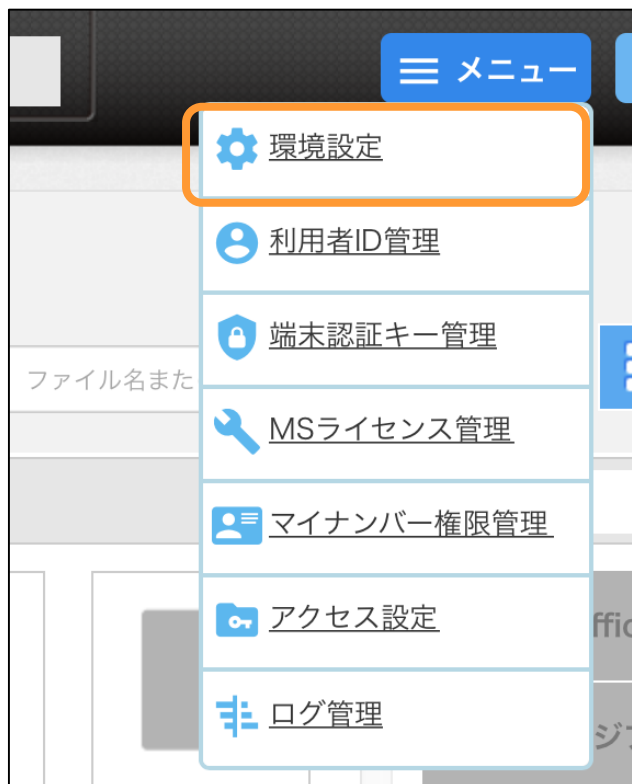 メニュー
環境設定
利用者ID管理
ファイル名また
端末認証キー管理
MSライセンス管理
マイナンバー権限管理
アクセス設定
ffic
ログ管理
ジ